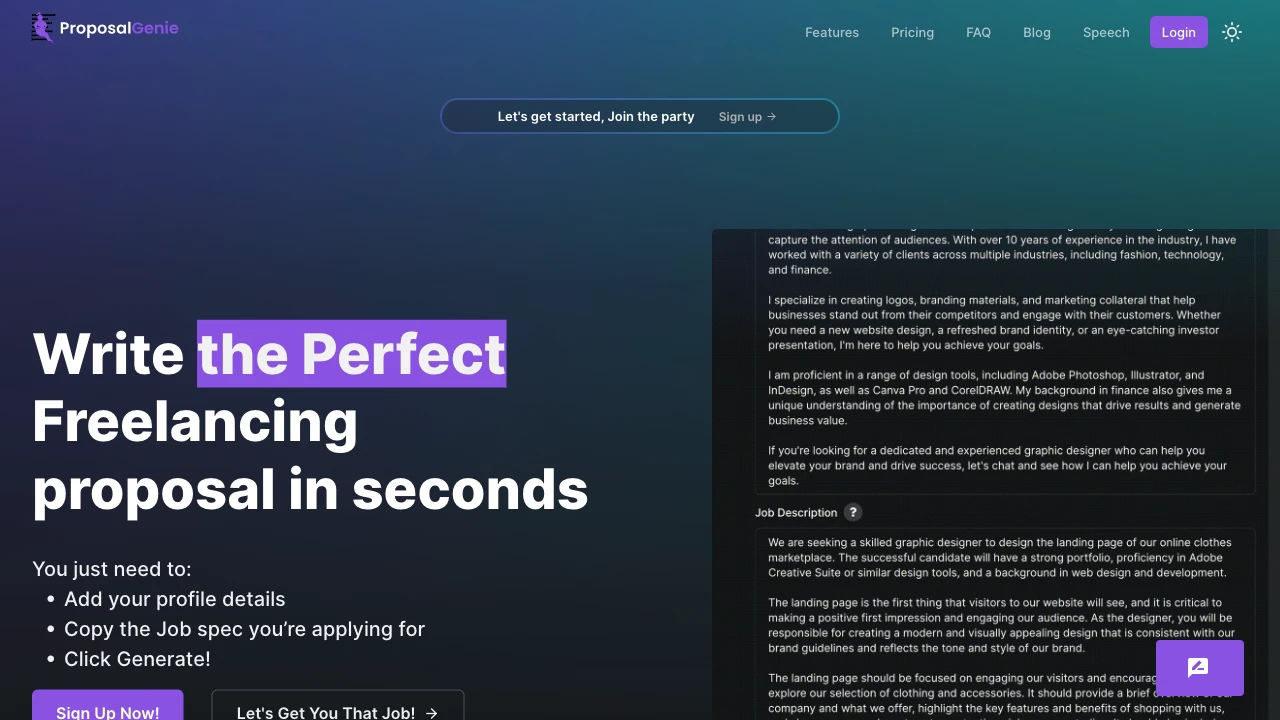 ProposalGenie
Features
Pricing
FAQ
Blog
Speech
Login
Let's get started, Join the party
Sign up →
Write the Perfect
Freelancing
proposal in seconds
You just need to:
• Add your profile details
• Copy the Job spec you’re applying for
• Click Generate!
Sign Up Now!
Let's Get You That Job! →
capture the attention of audiences. With over 10 years of experience in the industry, I have
worked with a variety of clients across multiple industries, including fashion, technology,
and finance.
I specialize in creating logos, branding materials, and marketing collateral that help
businesses stand out from their competitors and engage with their customers. Whether
you need a new website design, a refreshed brand identity, or an eye-catching investor
presentation, I'm here to help you achieve your goals.
I am proficient in a range of design tools, including Adobe Photoshop, Illustrator, and
InDesign, as well as Canva Pro and CorelDRAW. My background in finance also gives me a
unique understanding of the importance of creating designs that drive results and generate
business value.
If you're looking for a dedicated and experienced graphic designer who can help you
elevate your brand and drive success, let's chat and see how I can help you achieve your
goals.
Job Description ?
We are seeking a skilled graphic designer to design the landing page of our online clothes
marketplace. The successful candidate will have a strong portfolio, proficiency in Adobe
Creative Suite or similar design tools, and a background in web design and development.
The landing page is the first thing that visitors to our website will see, and it is critical to
making a positive first impression and engaging our audience. As the designer, you will be
responsible for creating a modern and visually appealing design that is consistent with our
brand guidelines and reflects the tone and style of our brand.
The landing page should be focused on engaging our visitors and
explore our selection of clothing and accessories. It should provide a brief
company and what we offer, highlight the key features and benefits of shopping with us,